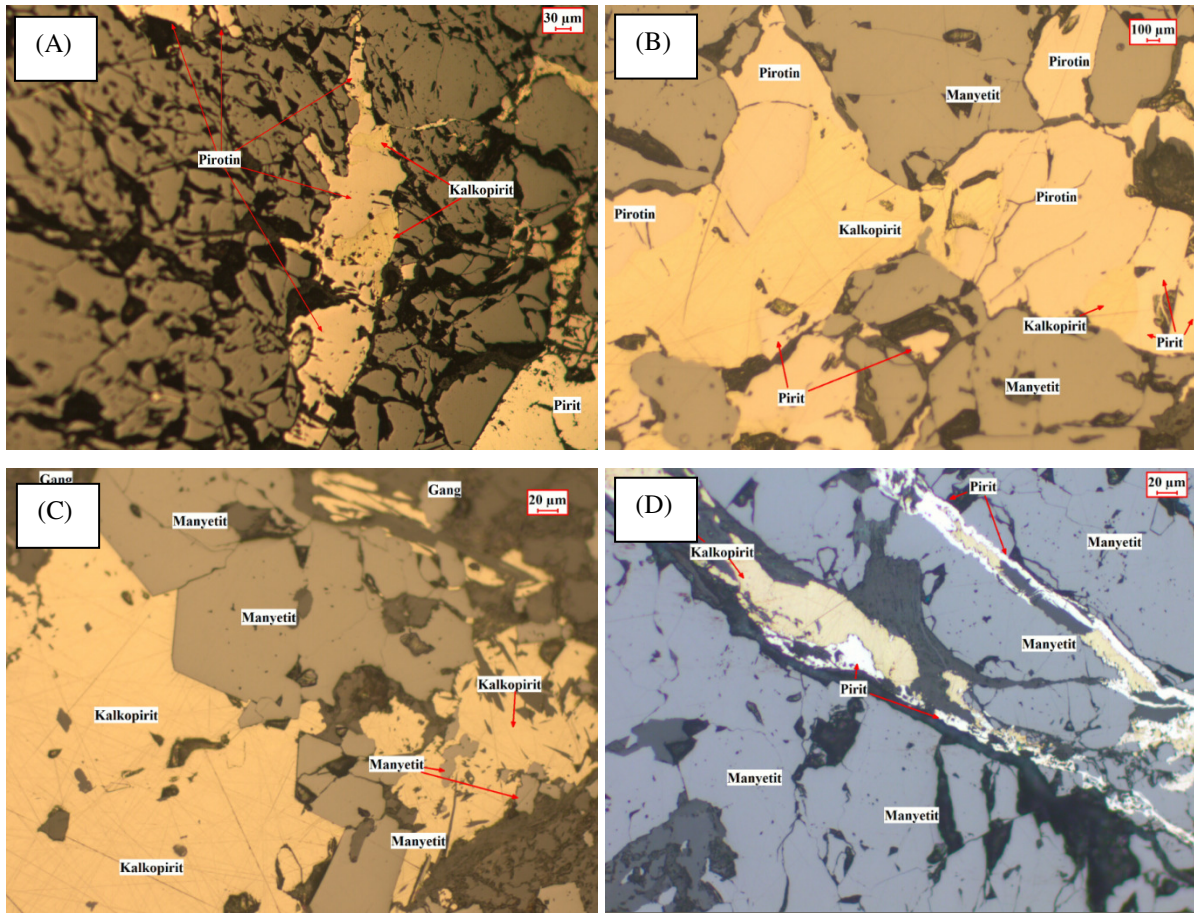 (A)
30 µm
Pirotin
Kalkopirit
Pirit
(B)
100 µm
Pirotin
Pirotin
Manyetit
Pirotin
Pirotin
Kalkopirit
Kalkopirit
Pirit
Pirit
Manyetit
(C)
Gang
Gang
20 µm
Manyetit
Manyetit
Kalkopirit
Kalkopirit
Manyetit
Manyetit
Kalkopirit
(D)
Pirit
20 µm
Manyetit
Kalkopirit
Manyetit
Pirit
Manyetit
Manyetit